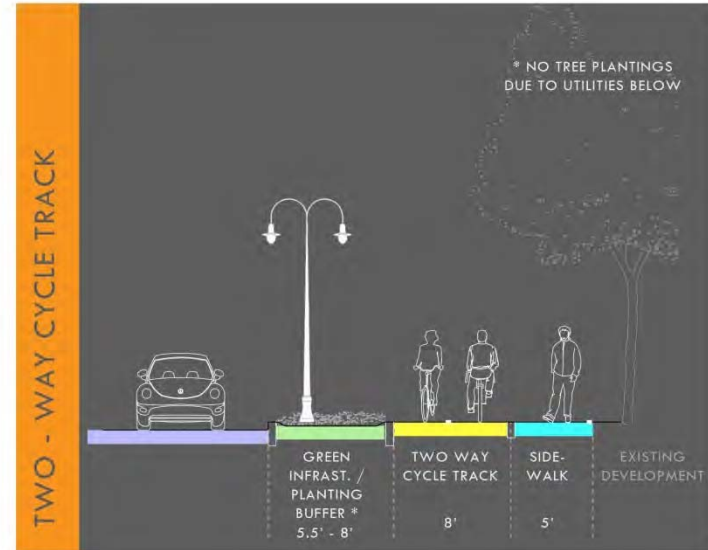 TWO - WAY CYCLE TRACK
* NO TREE PLANTINGS
DUE TO UTILITIES BELOW
GREEN
INFRAST. /
PLANTING
BUFFER *
5.5' - 8'
TWO WAY
CYCLE TRACK
8'
SIDE-
WALK
5'
EXISTING
DEVELOPMENT